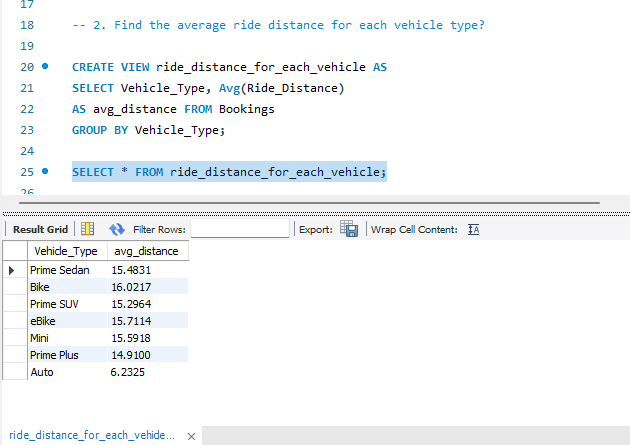 17
18 -- 2. Find the average ride distance for each vehicle type?
19
20 CREATE VIEW ride_distance_for_each_vehicle AS
21 SELECT Vehicle_Type, Avg(Ride_Distance)
22 AS avg_distance FROM Bookings
23 GROUP BY Vehicle_Type;
24
25 SELECT * FROM ride_distance_for_each_vehicle;
26
Result Grid Filter Rows: Export: Wrap Cell Content: IA
Vehicle_Type avg_distance
Prime Sedan 15.4831
Bike 16.0217
Prime SUV 15.2964
eBike 15.7114
Mini 15.5918
Prime Plus 14.9100
Auto 6.2325
ride_distance_for_each_vehide... ×